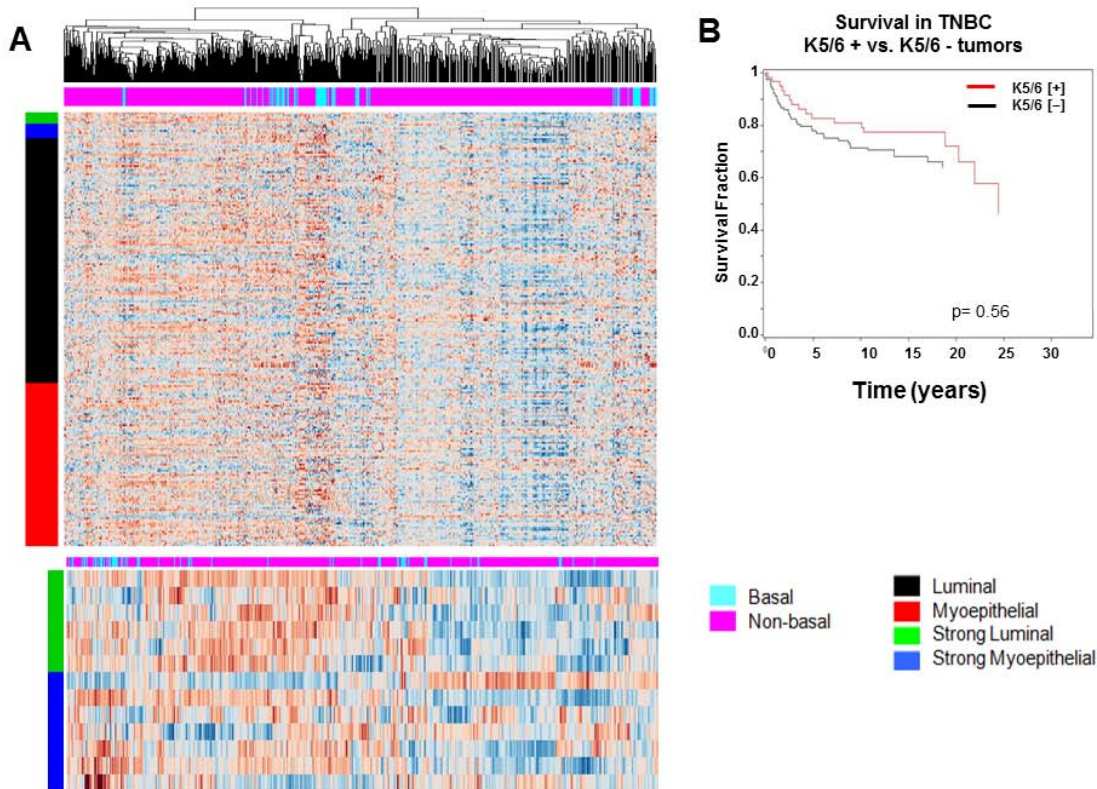 A
B
Survival in TNBC
K5/6 + vs. K5/6 - tumors
K5/6 [+]
K5/6 [−]
Survival Fraction
1
0.8
0.6
0.4
0.2
0.0
p= 0.56
0 0 5 10 15 20 25 30
Time (years)
Basal
Non-basal
Luminal
Myoepithelial
Strong Luminal
Strong Myoepithelial